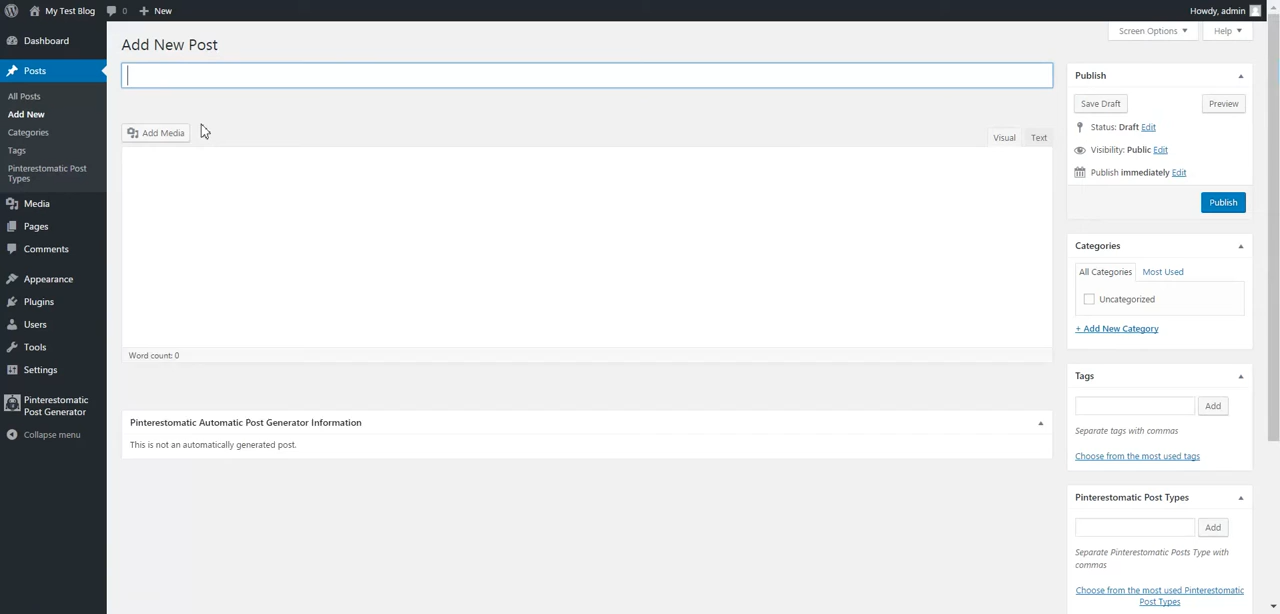 My Test Blog
0
New
Howdy, admin
Dashboard
Posts
All Posts
Add New
Categories
Tags
Pinterestomatic Post
Types
Media
Pages
Comments
Appearance
Plugins
Users
Tools
Settings
Pinterestomatic
Post Generator
Collapse menu
Screen Options
Help
Add New Post
Add Media
Visual
Text
Word count: 0
Pinterestomatic Automatic Post Generator Information
This is not an automatically generated post.
Publish
Save Draft
Preview
Status: Draft Edit
Visibility: Public Edit
Publish immediately Edit
Publish
Categories
All Categories
Most Used
Uncategorized
+ Add New Category
Tags
Add
Separate tags with commas
Choose from the most used tags
Pinterestomatic Post Types
Add
Separate Pinterestomatic Posts Type with
commas
Choose from the most used Pinterestomatic
Post Types